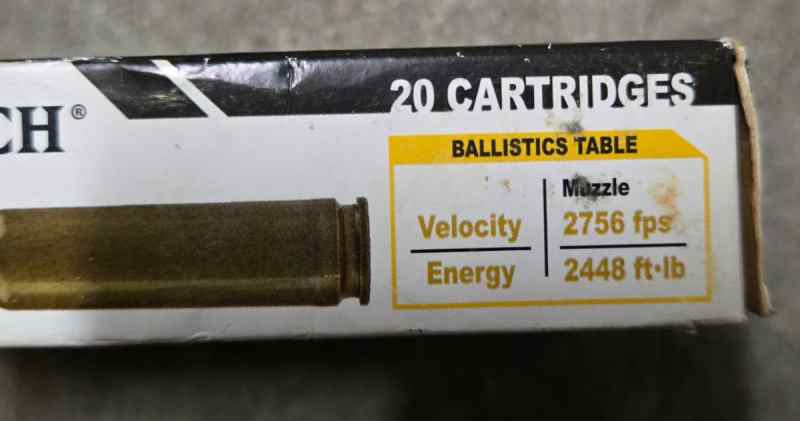 20 CARTRIDGES
CH®
BALLISTICS TABLE
Muzzle
Velocity 2756 fps
Energy 2448 ft·lb